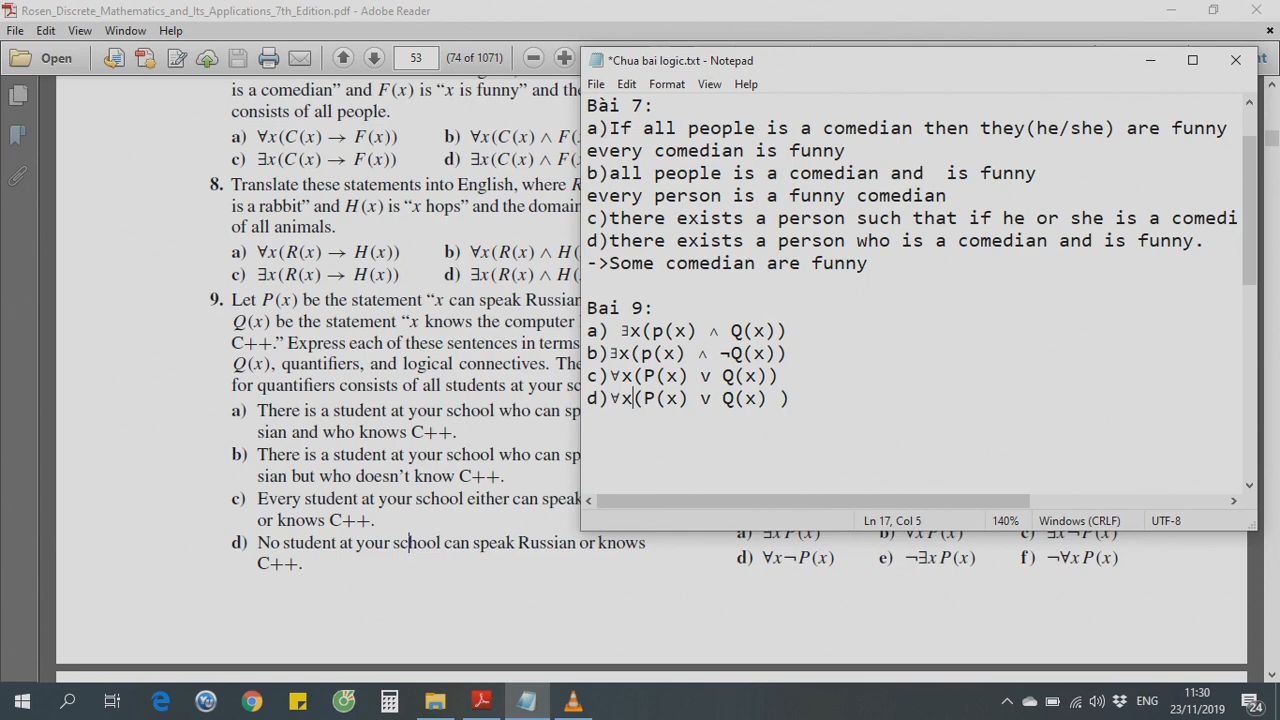 Rosen_Discrete_Mathematics_and_Its_Applications_7th_Edition.pdf - Adobe Reader
File Edit View Window Help
Open 53 (74 of 1071)
is a comedian” and F(x) is “x is funny” and the
consists of all people.
a) ∀x(C(x) → F(x)) b) ∀x(C(x) ∧ F(
c) ∃x(C(x) → F(x)) d) ∃x(C(x) ∧ F(
8. Translate these statements into English, where R
is a rabbit” and H(x) is “x hops” and the domain
of all animals.
a) ∀x(R(x) → H(x)) b) ∀x(R(x) ∧ H(
c) ∃x(R(x) → H(x)) d) ∃x(R(x) ∧ H(
9. Let P(x) be the statement “x can speak Russian
Q(x) be the statement “x knows the computer
C++.” Express each of these sentences in terms
Q(x), quantifiers, and logical connectives. The
for quantifiers consists of all students at your sc
a) There is a student at your school who can sp
sian and who knows C++.
b) There is a student at your school who can sp
sian but who doesn’t know C++.
c) Every student at your school either can speak
or knows C++.
d) No student at your school can speak Russian or knows
C++.
d) ∀x¬P(x) e) ¬∃xP(x) f) ¬∀xP(x)
*Chua bai logic.txt - Notepad
File Edit Format View Help
Bài 7:
a)If all people is a comedian then they(he/she) are funny
every comedian is funny
b)all people is a comedian and  is funny
every person is a funny comedian
c)there exists a person such that if he or she is a comedi
d)there exists a person who is a comedian and is funny.
->Some comedian are funny
Bai 9:
a) ∃x(p(x) ∧ Q(x))
b)∃x(p(x) ∧ ¬Q(x))
c)∀x(P(x) v Q(x))
d)∀x(P(x) v Q(x) )
Ln 17, Col 5 140% Windows (CRLF) UTF-8
ENG
11:30
23/11/2019
24